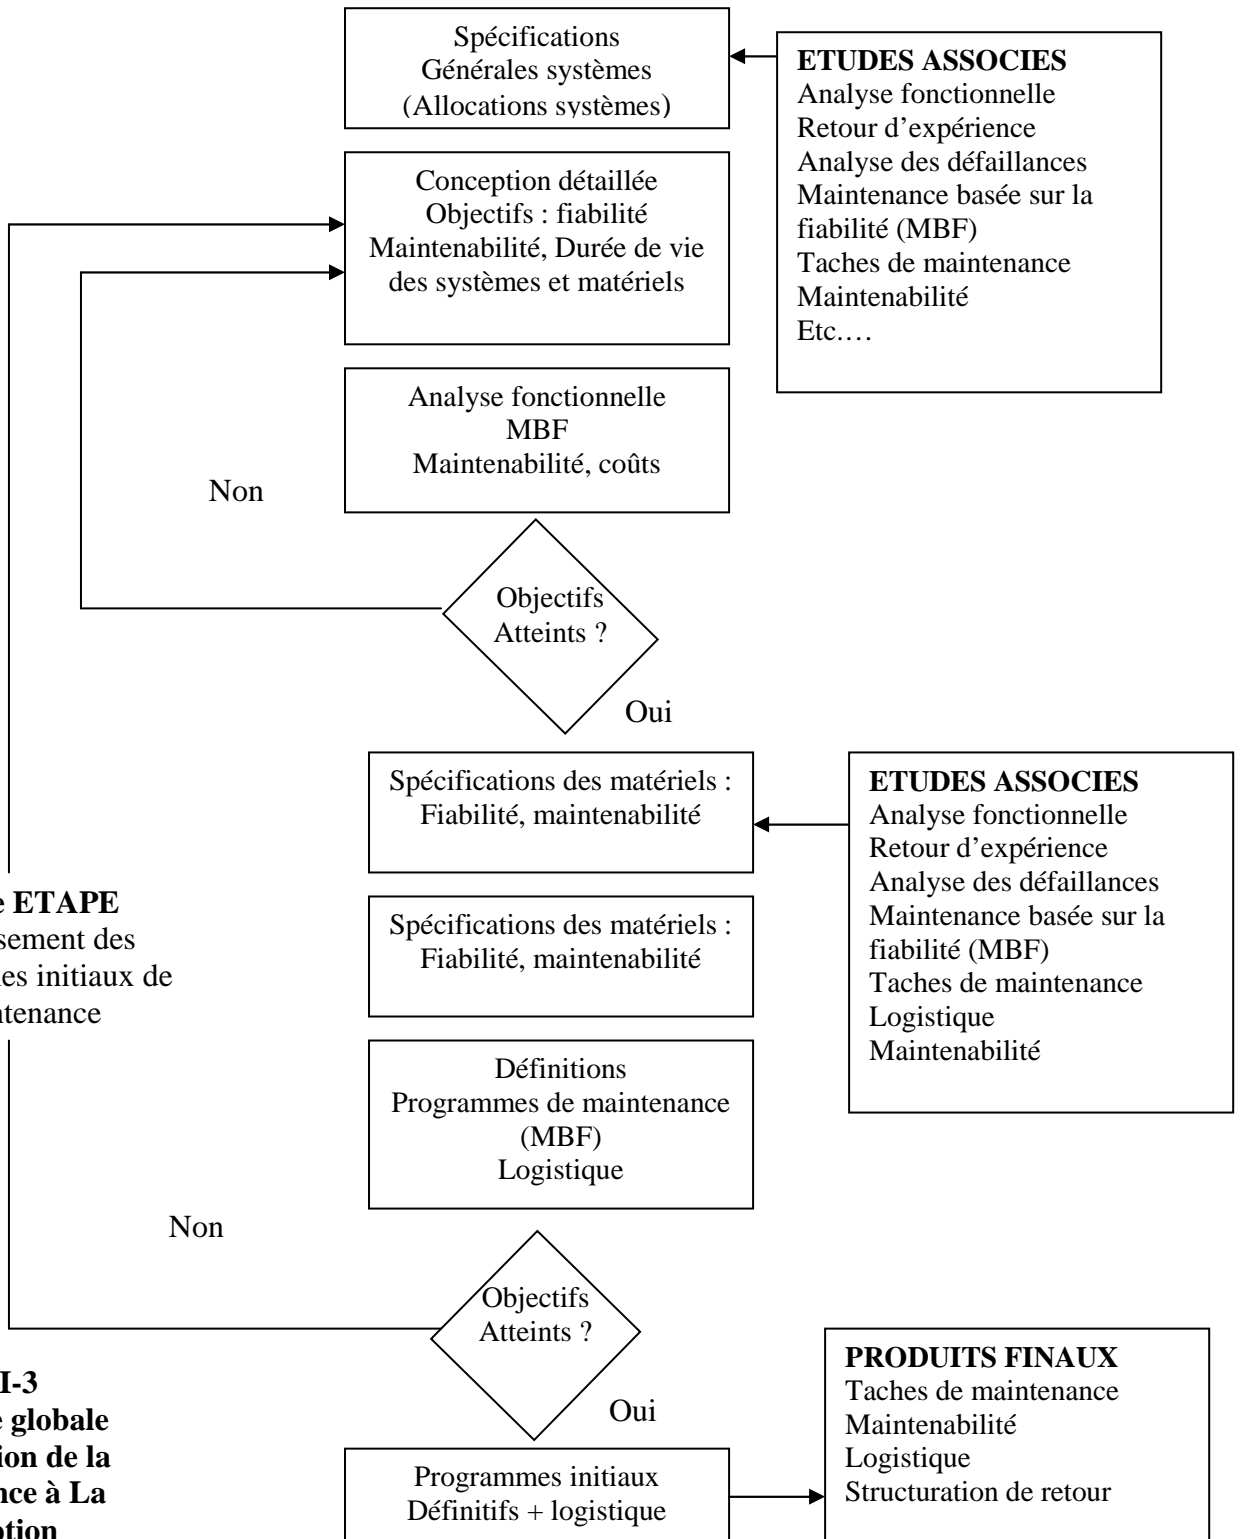 Spécifications
Générales systèmes
(Allocations systèmes)
ETUDES ASSOCIES
Analyse fonctionnelle
Retour d’expérience
Analyse des défaillances
Maintenance basée sur la
fiabilité (MBF)
Taches de maintenance
Maintenabilité
Etc.…
Conception détaillée
Objectifs : fiabilité
Maintenabilité, Durée de vie
des systèmes et matériels
Analyse fonctionnelle
MBF
Maintenabilité, coûts
Non
Objectifs
Atteints ?
Oui
Spécifications des matériels :
Fiabilité, maintenabilité
ETUDES ASSOCIES
Analyse fonctionnelle
Retour d’expérience
Analyse des défaillances
Maintenance basée sur la
fiabilité (MBF)
Taches de maintenance
Logistique
Maintenabilité
e ETAPE
sement des
es initiaux de
ntenance
Spécifications des matériels :
Fiabilité, maintenabilité
Définitions
Programmes de maintenance
(MBF)
Logistique
Non
Objectifs
Atteints ?
Oui
I-3
e globale
ion de la
nce à La
ption
Programmes initiaux
Définitifs + logistique
PRODUITS FINAUX
Taches de maintenance
Maintenabilité
Logistique
Structuration de retour